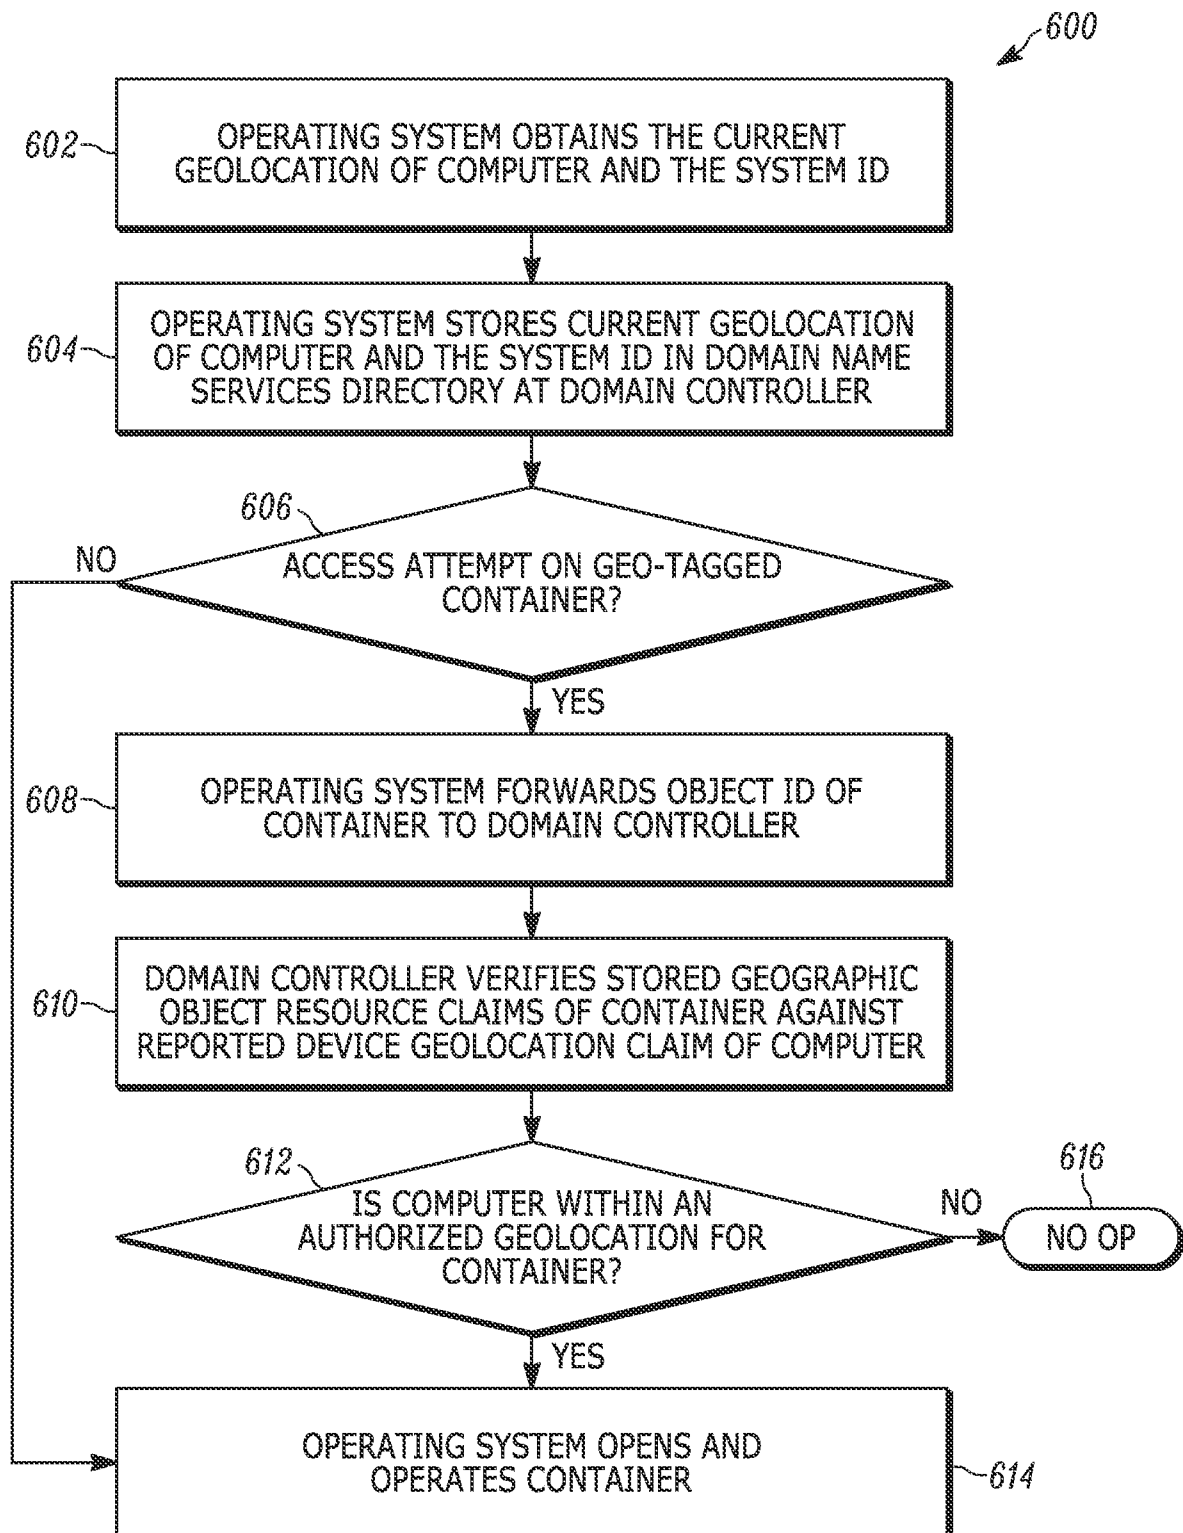 600
602
OPERATING SYSTEM OBTAINS THE CURRENT
GEOLOCATION OF COMPUTER AND THE SYSTEM ID
604
OPERATING SYSTEM STORES CURRENT GEOLOCATION
OF COMPUTER AND THE SYSTEM ID IN DOMAIN NAME
SERVICES DIRECTORY AT DOMAIN CONTROLLER
606
NO
ACCESS ATTEMPT ON GEO-TAGGED
CONTAINER?
YES
608
OPERATING SYSTEM FORWARDS OBJECT ID OF
CONTAINER TO DOMAIN CONTROLLER
610
DOMAIN CONTROLLER VERIFIES STORED GEOGRAPHIC
OBJECT RESOURCE CLAIMS OF CONTAINER AGAINST
REPORTED DEVICE GEOLOCATION CLAIM OF COMPUTER
612
IS COMPUTER WITHIN AN
AUTHORIZED GEOLOCATION FOR
CONTAINER?
NO
616
NO OP
YES
OPERATING SYSTEM OPENS AND
OPERATES CONTAINER
614